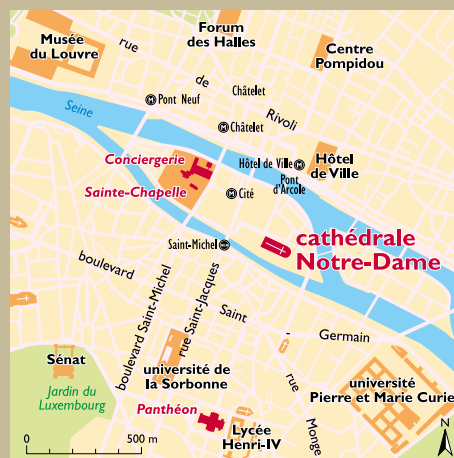 Musée
du Louvre
rue
de
Rivoli
Forum
des Halles
Centre
Pompidou
Seine
Pont Neuf
Châtelet
Châtelet
Conciergerie
Sainte-Chapelle
Hôtel de Ville
Hôtel
de Ville
Pont
d'Arcole
Cité
Saint-Michel
cathédrale
Notre-Dame
boulevard
Saint
Germain
boulevard Saint-Michel
rue Saint-Jacques
Sénat
Jardin du
Luxembourg
université de
la Sorbonne
Panthéon
Lycée
Henri-IV
rue
Monge
université
Pierre et Marie Curie
0
500 m
N